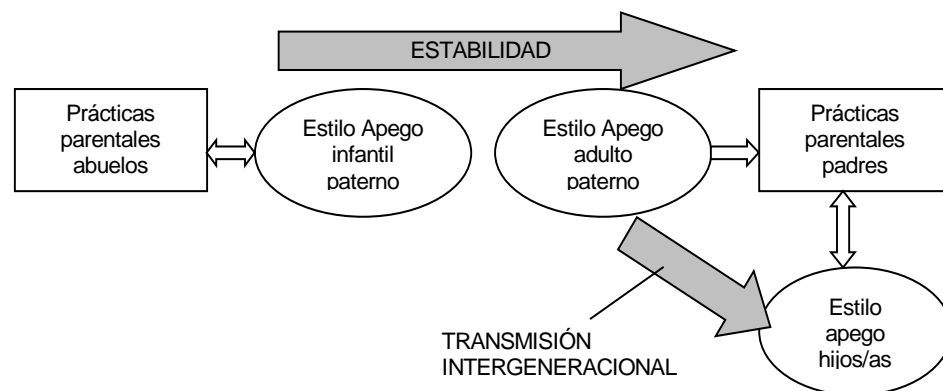 ESTABILIDAD
Prácticas
parentales
abuelos
Estilo Apego
infantil
paterno
Estilo Apego
adulto
paterno
Prácticas
parentales
padres
TRANSMISIÓN
INTERGENERACIONAL
Estilo
apego
hijos/as